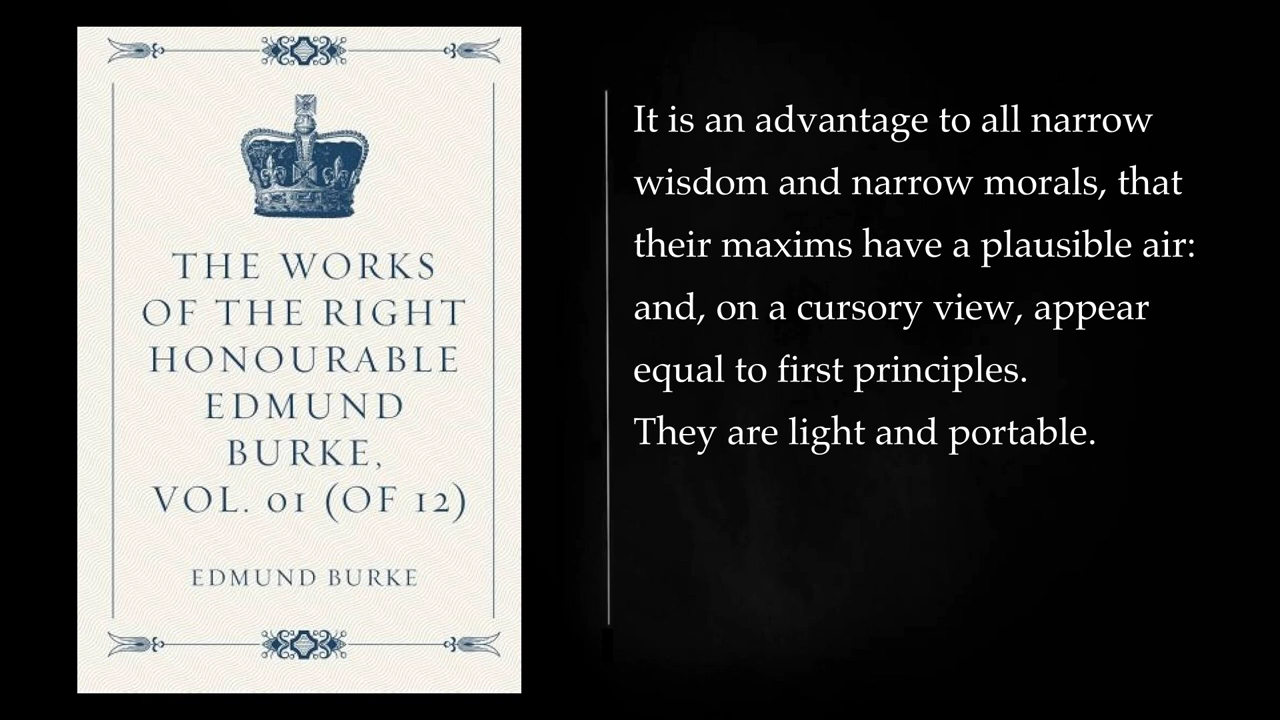 THE WORKS
OF THE RIGHT
HONOURABLE
EDMUND
BURKE,
VOL. 01 (OF 12)
EDMUND BURKE
It is an advantage to all narrow
wisdom and narrow morals, that
their maxims have a plausible air:
and, on a cursory view, appear
equal to first principles.
They are light and portable.